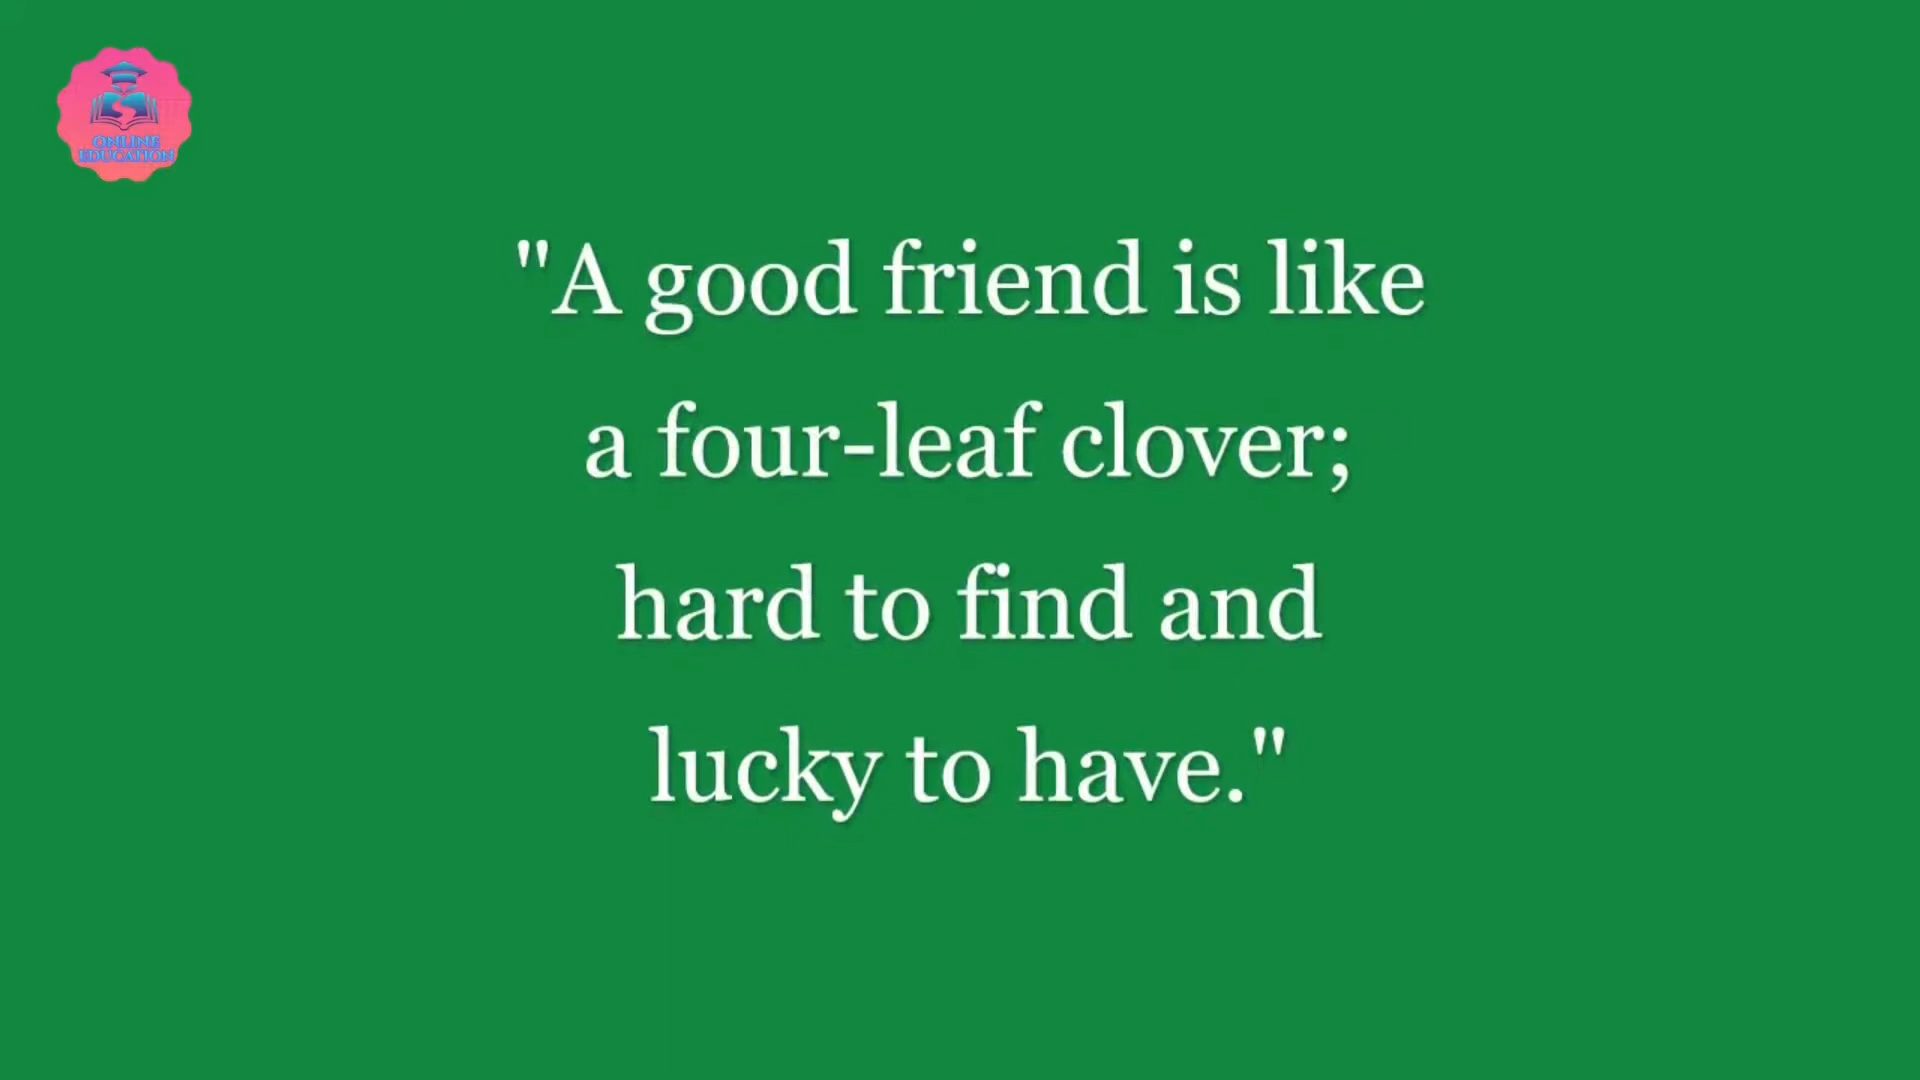 ONLINE
EDUCATION
"A good friend is like
a four-leaf clover;
hard to find and
lucky to have."